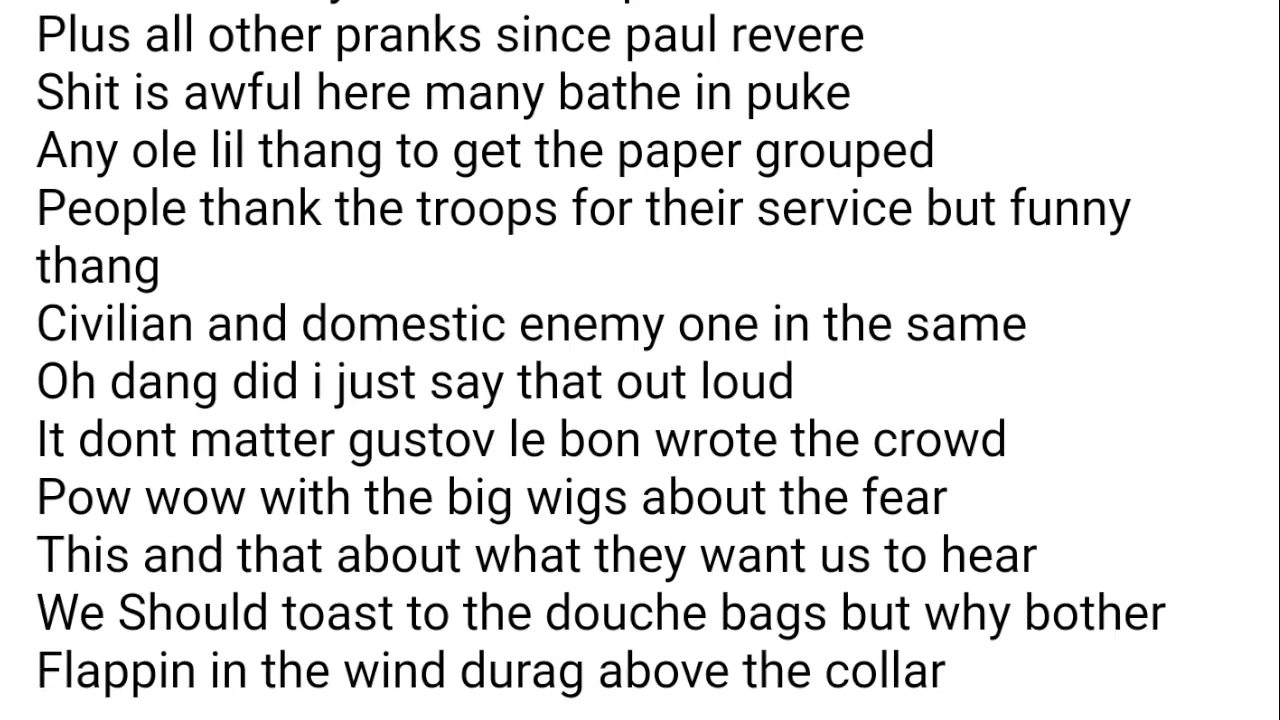 Plus all other pranks since paul revere
Shit is awful here many bathe in puke
Any ole lil thang to get the paper grouped
People thank the troops for their service but funny
thang
Civilian and domestic enemy one in the same
Oh dang did i just say that out loud
It dont matter gustov le bon wrote the crowd
Pow wow with the big wigs about the fear
This and that about what they want us to hear
We Should toast to the douche bags but why bother
Flappin in the wind durag above the collar